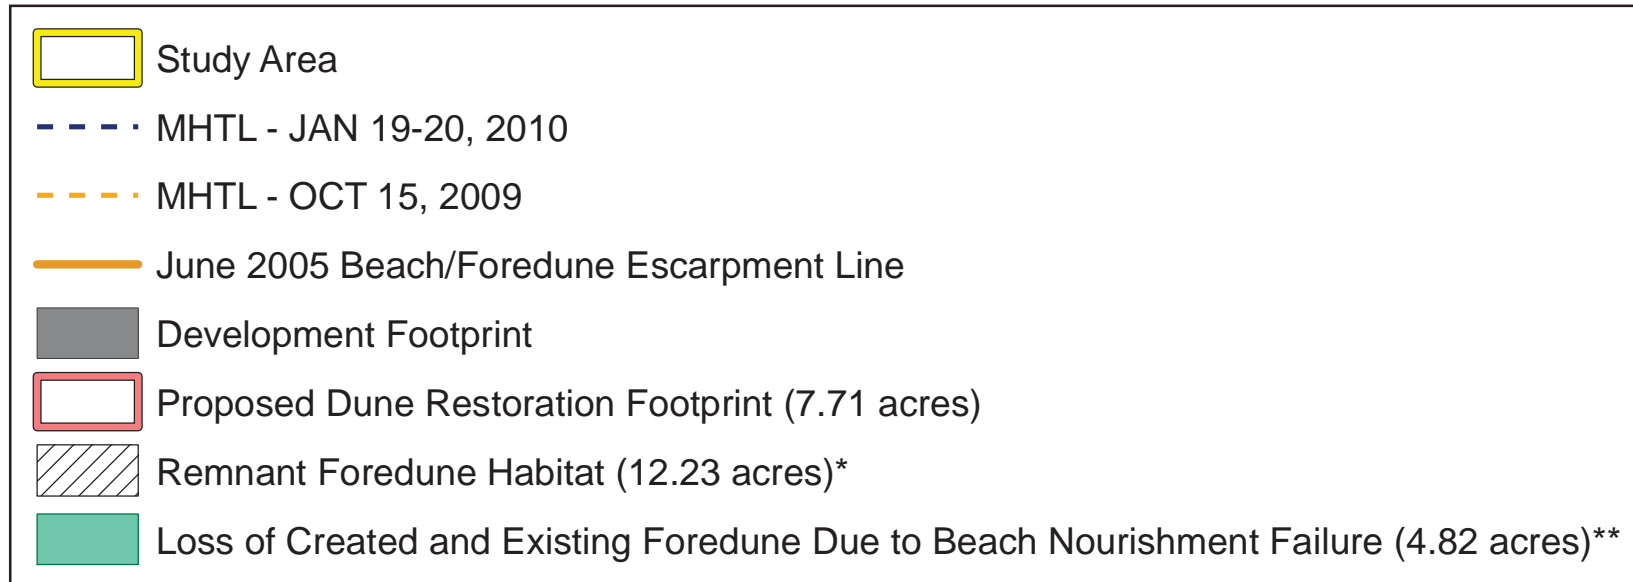 Study Area
MHTL - JAN 19-20, 2010
MHTL - OCT 15, 2009
June 2005 Beach/Foredune Escarpment Line
Development Footprint
Proposed Dune Restoration Footprint (7.71 acres)
Remnant Foredune Habitat (12.23 acres)*
Loss of Created and Existing Foredune Due to Beach Nourishment Failure (4.82 acres)**